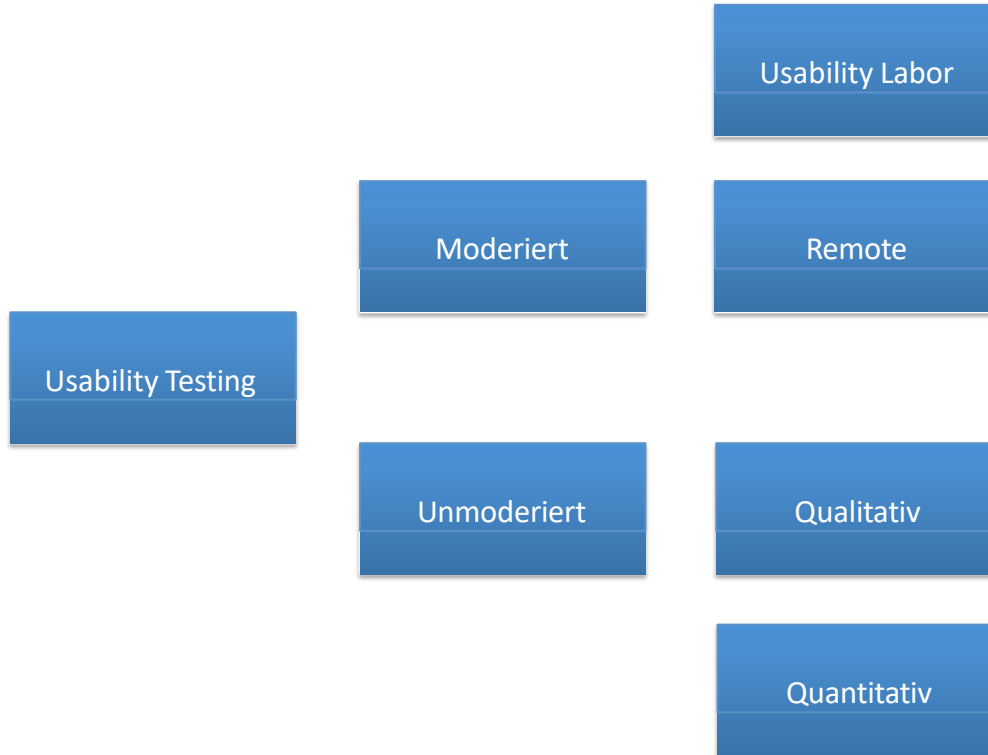 Usability Labor
Moderiert
Remote
Usability Testing
Unmoderiert
Qualitativ
Quantitativ